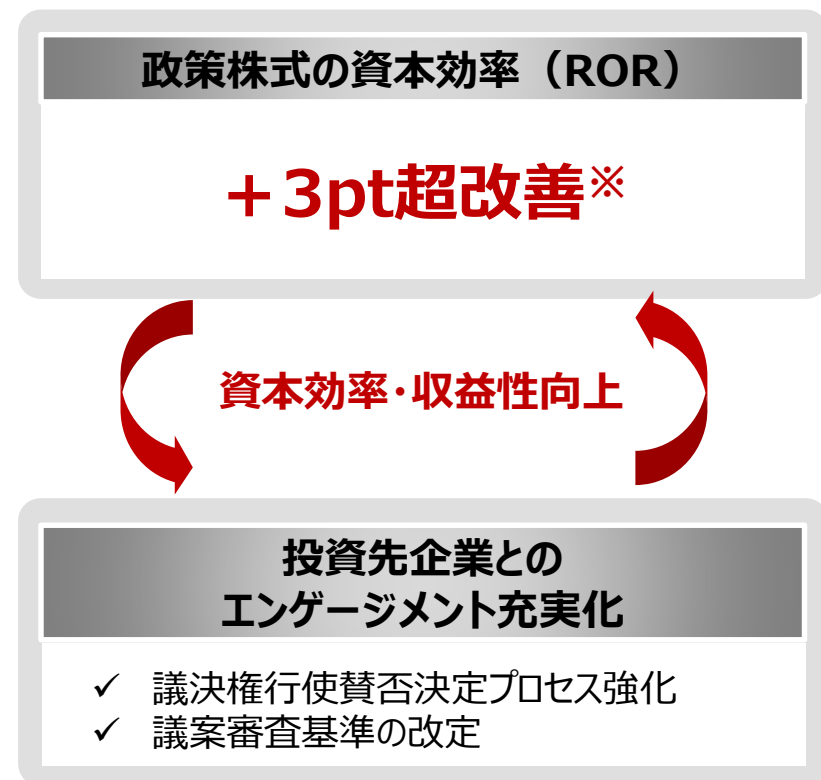 政策株式の資本効率（ROR）
+3pt超改善※
資本効率･収益性向上
投資先企業との
エンゲージメント充実化
✓ 議決権行使賛否決定プロセス強化
✓ 議案審査基準の改定